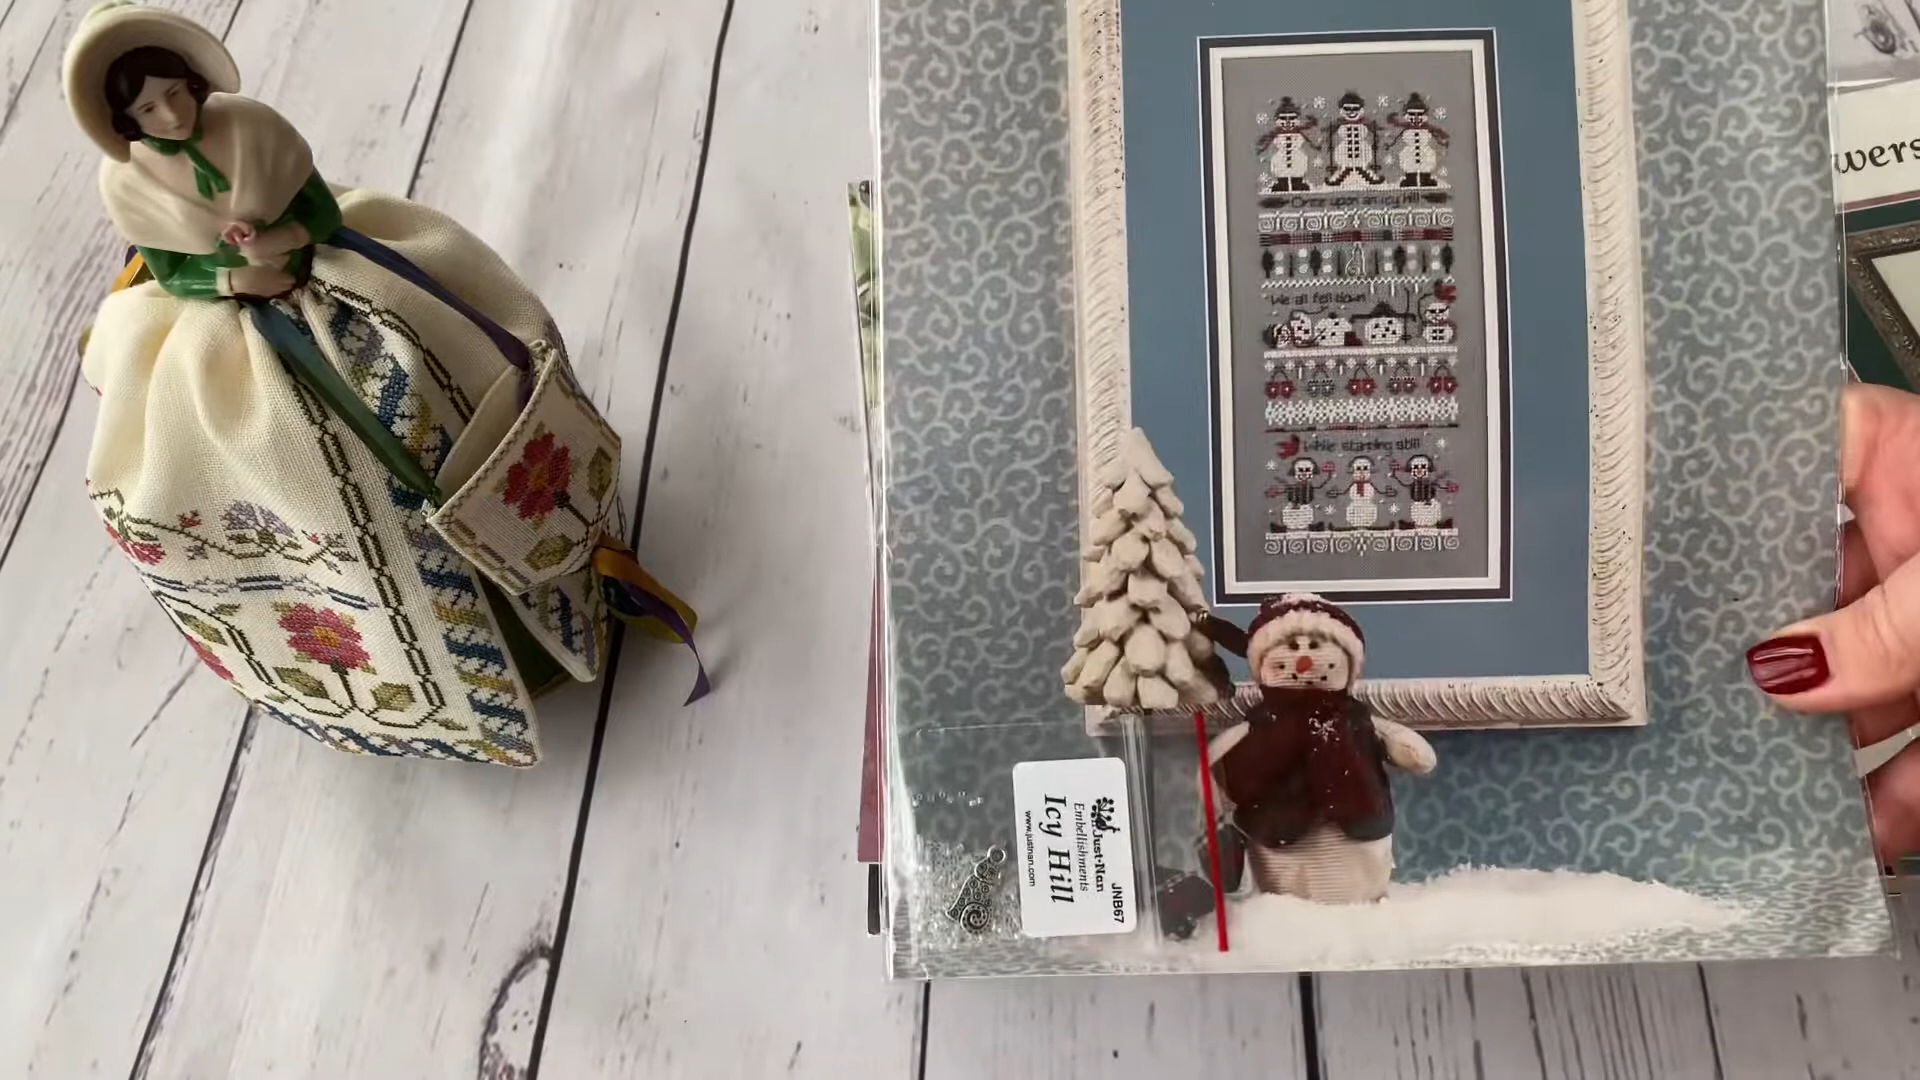 Once upon an Icy Hill
We all fell down
While standing still
Just·Nan
Embellishments
Icy Hill
www.justnan.com
JNB67
wers